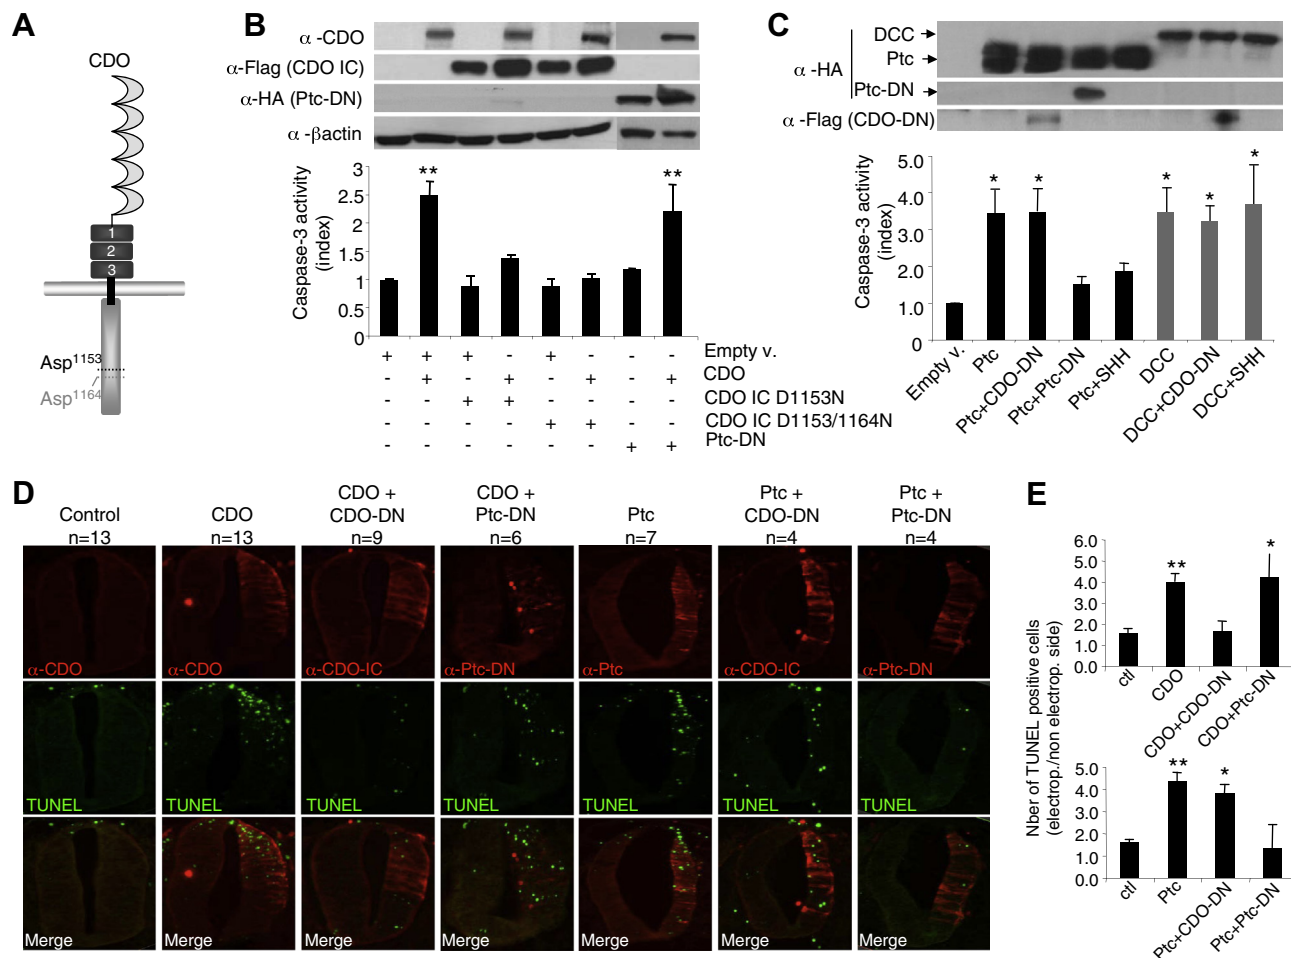 A
CDO
1
2
3
Asp1153
Asp1164
B
α -CDO
α-Flag (CDO IC)
α-HA (Ptc-DN)
α -βactin
Caspase-3 activity
(index)
3
2.5
2
1.5
1
0.5
0
** **
+ + + - + - - - Empty v.
- + - + - + - + CDO
- - + + - - - - CDO IC D1153N
- - - - + + - - CDO IC D1153/1164N
- - - - - - + + Ptc-DN
C
α -HA
DCC
Ptc
Ptc-DN
α -Flag (CDO-DN)
Caspase-3 activity
(index)
5.0
4.0
3.0
2.0
1.0
0
* * * * *
Empty v.
Ptc
Ptc+CDO-DN
Ptc+Ptc-DN
Ptc+SHH
DCC
DCC+CDO-DN
DCC+SHH
D
Control
n=13
CDO
n=13
CDO +
CDO-DN
n=9
CDO +
Ptc-DN
n=6
Ptc
n=7
Ptc +
CDO-DN
n=4
Ptc +
Ptc-DN
n=4
α-CDO α-CDO α-CDO-IC α-Ptc-DN α-Ptc α-CDO-IC α-Ptc-DN
TUNEL TUNEL TUNEL TUNEL TUNEL TUNEL TUNEL
Merge Merge Merge Merge Merge Merge Merge
E
Nber of TUNEL positive cells
(electrop./non electrop. side)
6.0
5.0
4.0
3.0
2.0
1.0
0.0
** *
ctl
CDO
CDO+CDO-DN
CDO+Ptc-DN
5.0
4.0
3.0
2.0
1.0
0.0
** *
ctl
Ptc
Ptc+CDO-DN
Ptc+Ptc-DN